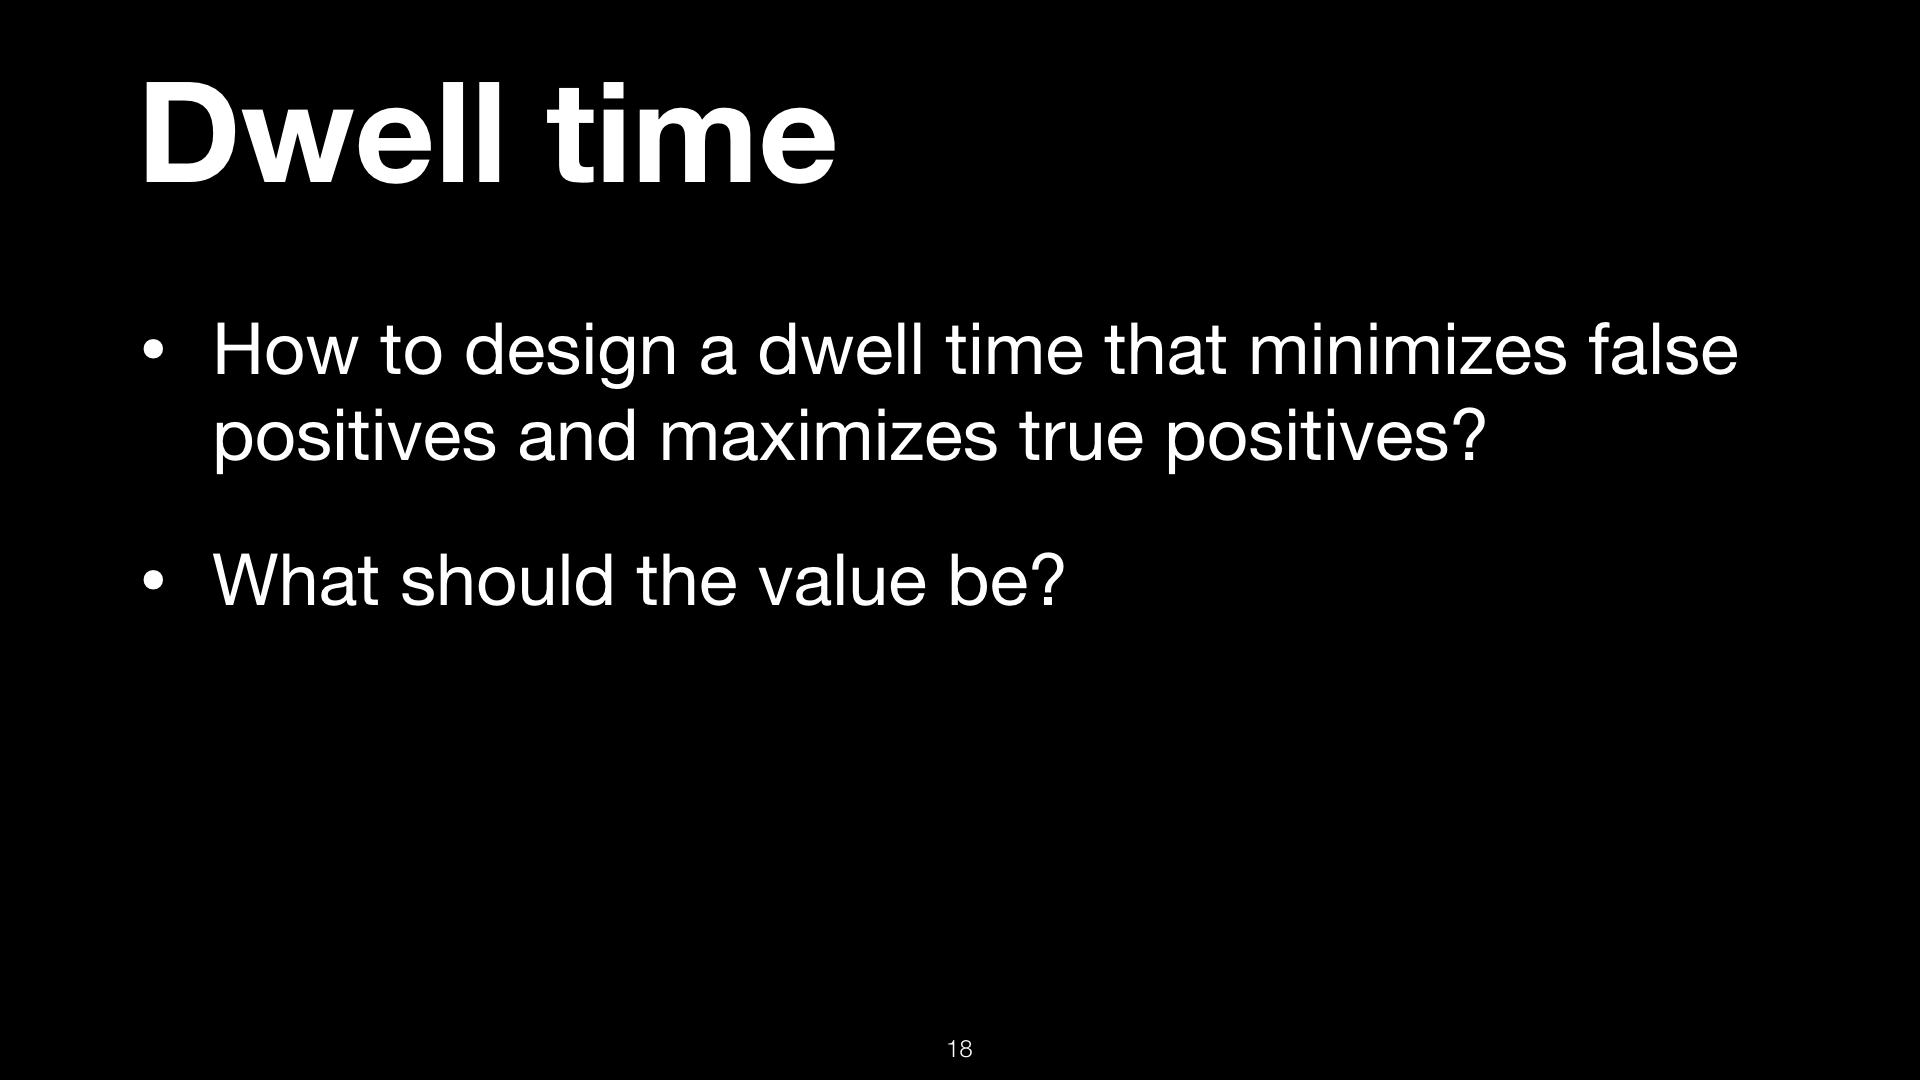 Dwell time
• How to design a dwell time that minimizes false
positives and maximizes true positives?
• What should the value be?
18